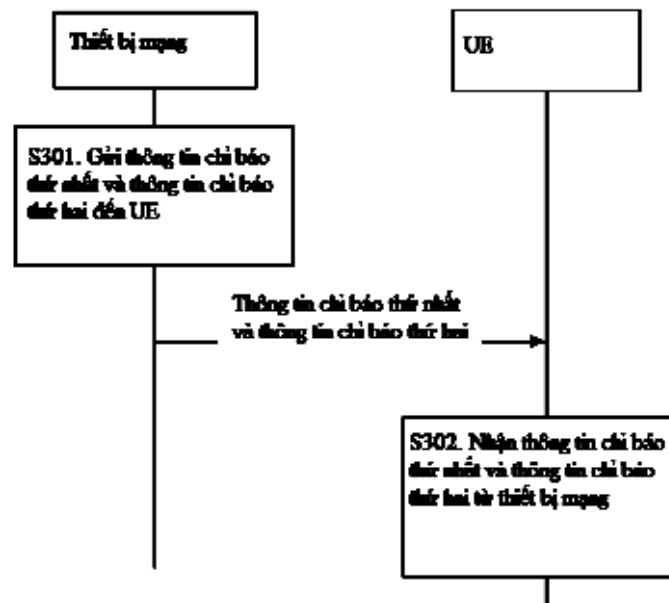 Thiết bị mạng
UE
S301. Gửi thông tin chỉ báo
thứ nhất và thông tin chỉ báo
thứ hai đến UE
Thông tin chỉ báo thứ nhất
và thông tin chỉ báo thứ hai
S302. Nhận thông tin chỉ báo
thứ nhất và thông tin chỉ báo
thứ hai từ thiết bị mạng